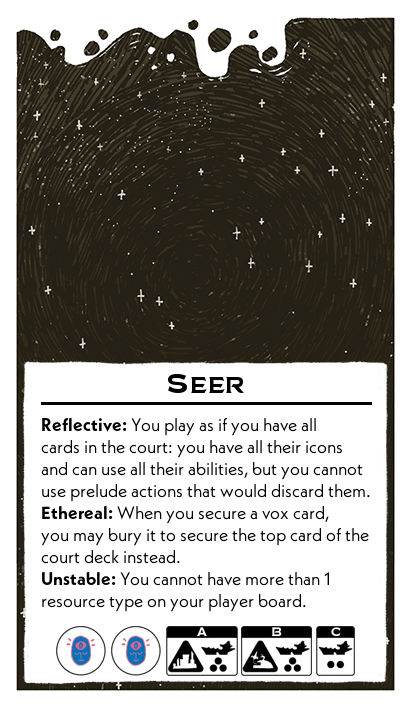 SEER
Reflective: You play as if you have all
cards in the court: you have all their icons
and can use all their abilities, but you cannot
use prelude actions that would discard them.
Ethereal: When you secure a vox card,
you may bury it to secure the top card of the
court deck instead.
Unstable: You cannot have more than 1
resource type on your player board.
A B C